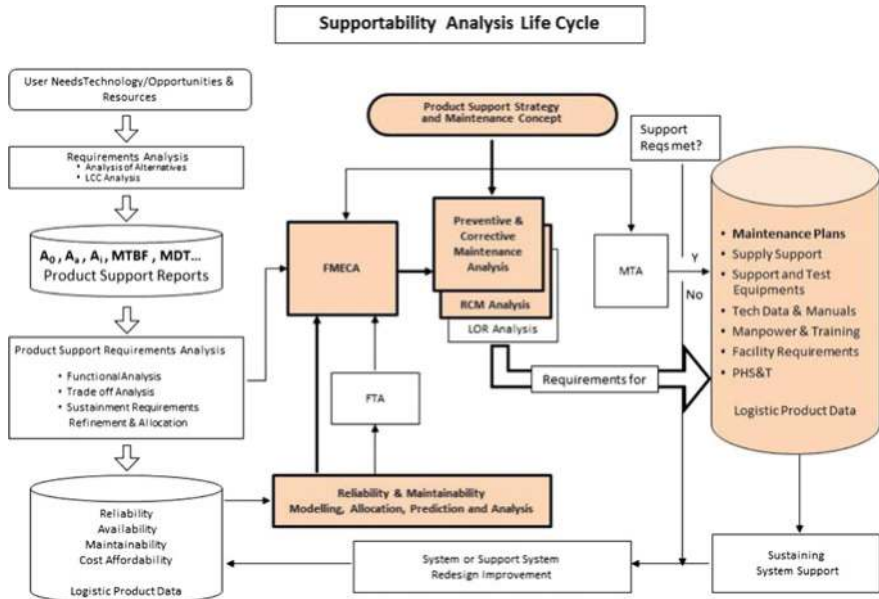 Supportability Analysis Life Cycle
User NeedsTechnology/Opportunities &
Resources
Requirements Analysis
• Analysis of Alternatives
• LCC Analysis
A₀ , Aₐ , Aᵢ , MTBF , MDT...
Product Support Reports
Product Support Requirements Analysis
• Functional Analysis
• Trade off Analysis
• Sustainment Requirements
Refinement & Allocation
Reliability
Availability
Maintainability
Cost Affordability
Logistic Product Data
Product Support Strategy
and Maintenance Concept
FMECA
Preventive &
Corrective
Maintenance
Analysis
RCM Analysis
LOR Analysis
FTA
Reliability & Maintainability
Modelling, Allocation, Prediction and Analysis
MTA
Support
Reqs met?
Y
No
Requirements for
• Maintenance Plans
• Supply Support
• Support and Test
Equipments
• Tech Data & Manuals
• Manpower & Training
• Facility Requirements
• PHS&T
Logistic Product Data
System or Support System
Redesign Improvement
Sustaining
System Support